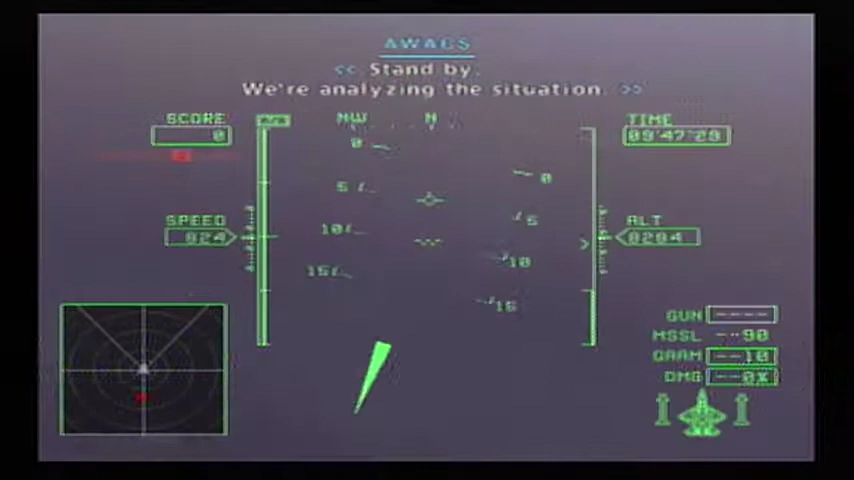 AWACS
<< Stand by.
We're analyzing the situation. >>
SCORE
0
NW
N
TIME
09'47"29
0
0
5
5
SPEED
824
10
ALT
8284
10
15
15
GUN ----
MSSL --90
QAAM --10
DMG --0%